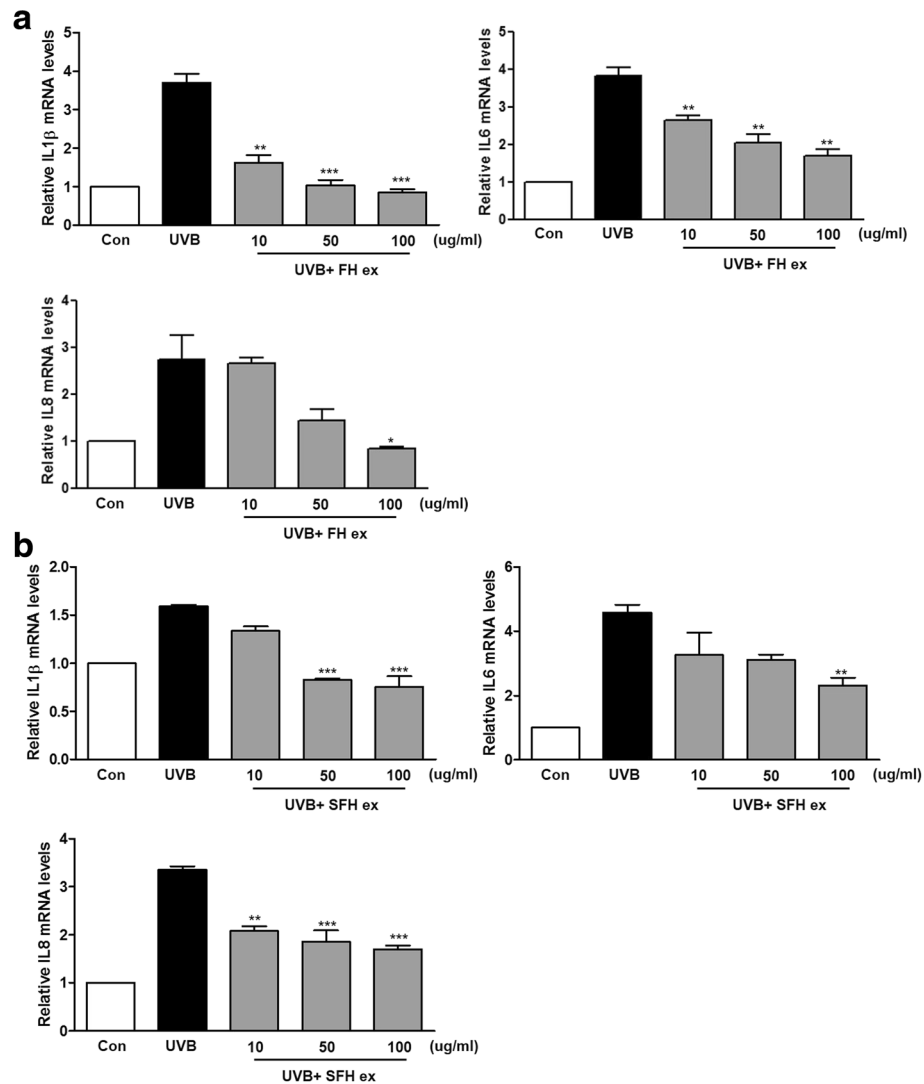 a
Relative IL1β mRNA levels
5
4
3
2
1
0
**
***
***
Con UVB 10 50 100 (ug/ml)
UVB+ FH ex
Relative IL6 mRNA levels
5
4
3
2
1
0
**
**
**
Con UVB 10 50 100 (ug/ml)
UVB+ FH ex
Relative IL8 mRNA levels
4
3
2
1
0
*
Con UVB 10 50 100 (ug/ml)
UVB+ FH ex
b
Relative IL1β mRNA levels
2.0
1.5
1.0
0.5
0.0
***
***
Con UVB 10 50 100 (ug/ml)
UVB+ SFH ex
Relative IL6 mRNA levels
6
4
2
0
**
Con UVB 10 50 100 (ug/ml)
UVB+ SFH ex
Relative IL8 mRNA levels
4
3
2
1
0
**
***
***
Con UVB 10 50 100 (ug/ml)
UVB+ SFH ex